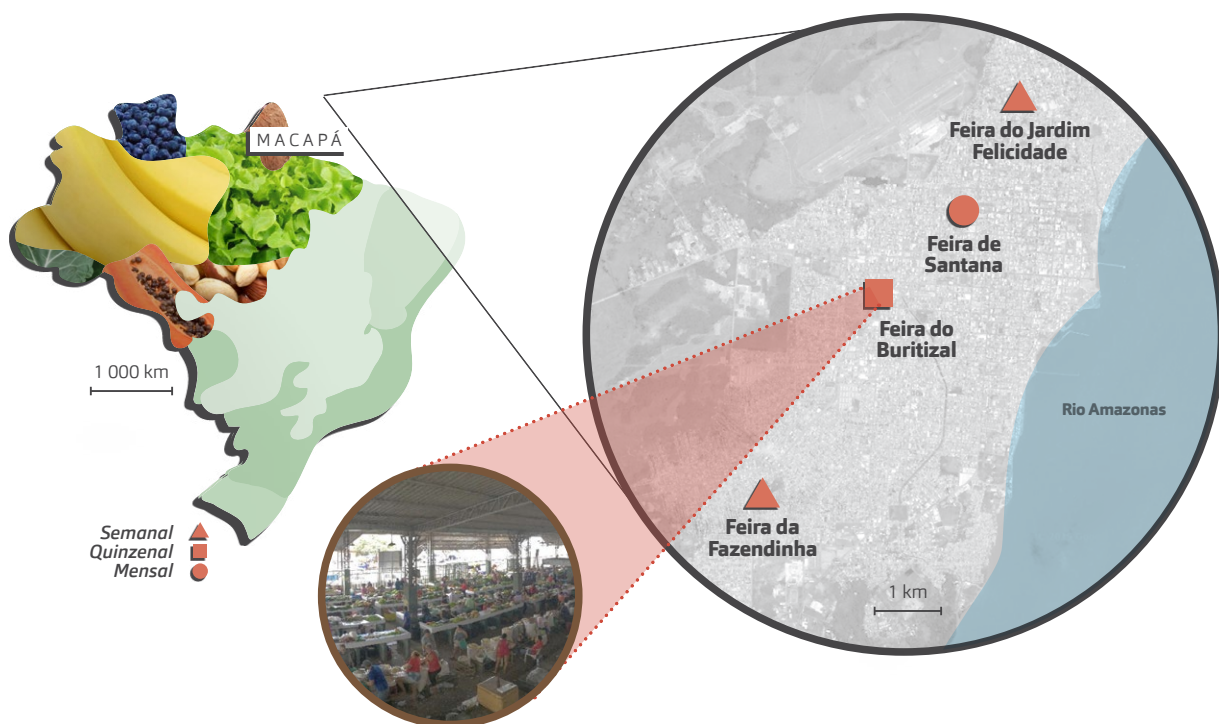 MACAPÁ
1 000 km
Semanal
Quinzenal
Mensal
Feira do Jardim
Felicidade
Feira de
Santana
Feira do
Buritizal
Rio Amazonas
Feira da
Fazendinha
1 km